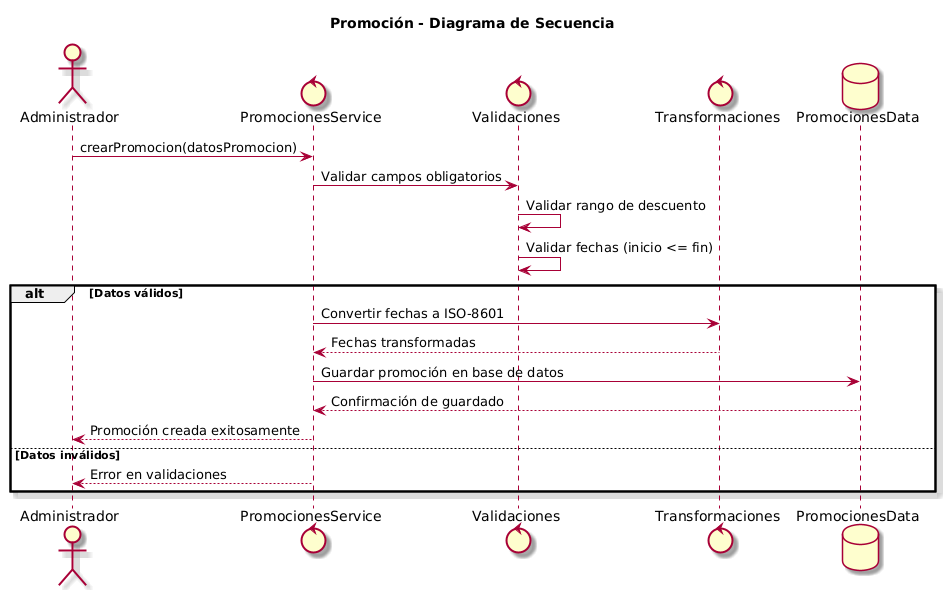 Promoción - Diagrama de Secuencia
Administrador PromocionesService Validaciones Transformaciones PromocionesData
crearPromocion(datosPromocion)
Validar campos obligatorios
Validar rango de descuento
Validar fechas (inicio <= fin)
alt [Datos válidos]
Convertir fechas a ISO-8601
Fechas transformadas
Guardar promoción en base de datos
Confirmación de guardado
Promoción creada exitosamente
[Datos inválidos]
Error en validaciones
Administrador PromocionesService Validaciones Transformaciones PromocionesData